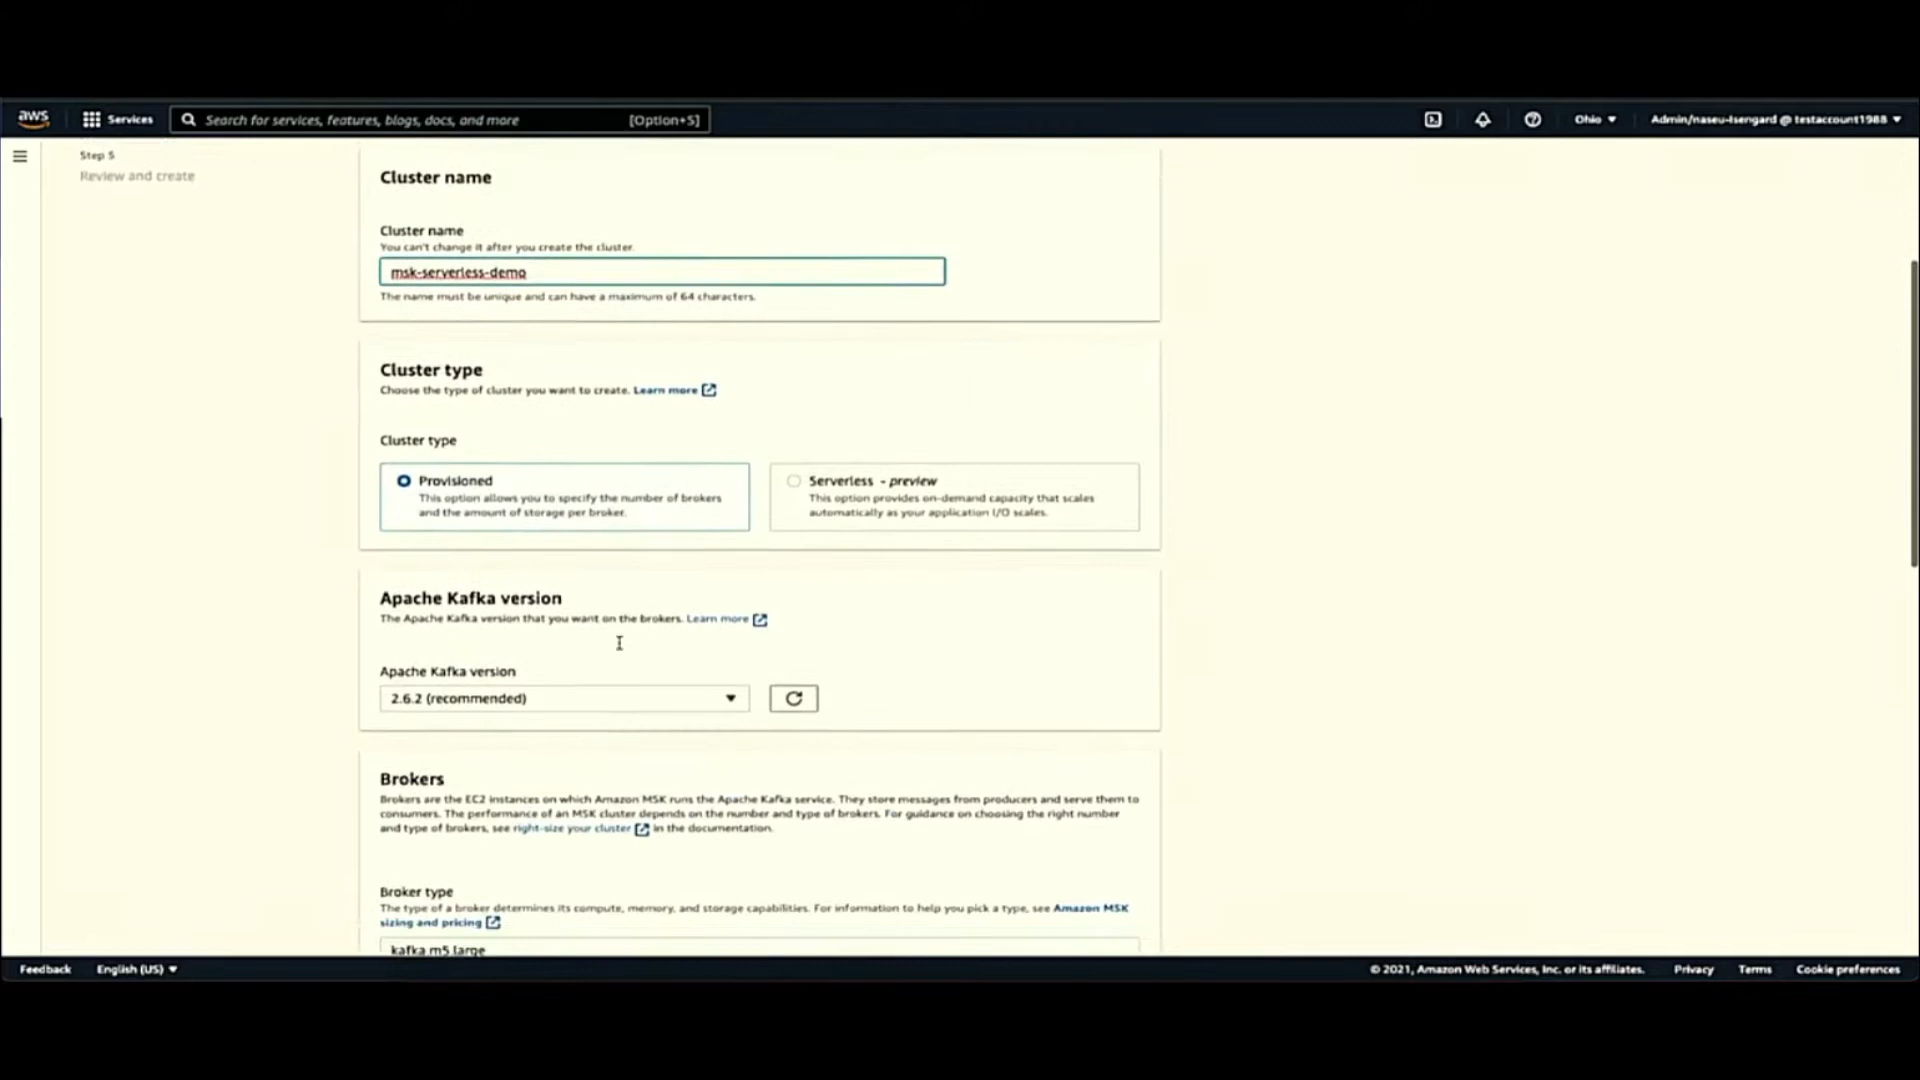 aws
Services
Search for services, features, blogs, docs, and more
[Option+S]
Ohio
Admin/naseu-Isengard @ testaccount1988
Step 5
Review and create
Cluster name
Cluster name
You can't change it after you create the cluster.
msk-serverless-demo
The name must be unique and can have a maximum of 64 characters.
Cluster type
Choose the type of cluster you want to create. Learn more
Cluster type
Provisioned
This option allows you to specify the number of brokers
and the amount of storage per broker.
Serverless - preview
This option provides on-demand capacity that scales
automatically as your application I/O scales.
Apache Kafka version
The Apache Kafka version that you want on the brokers. Learn more
Apache Kafka version
2.6.2 (recommended)
Brokers
Brokers are the EC2 instances on which Amazon MSK runs the Apache Kafka service. They store messages from producers and serve them to
consumers. The performance of an MSK cluster depends on the number and type of brokers. For guidance on choosing the right number
and type of brokers, see right-size your cluster in the documentation.
Broker type
The type of a broker determines its compute, memory, and storage capabilities. For information to help you pick a type, see Amazon MSK
sizing and pricing
kafka.m5.large
Feedback
English (US)
© 2021, Amazon Web Services, Inc. or its affiliates.
Privacy
Terms
Cookie preferences